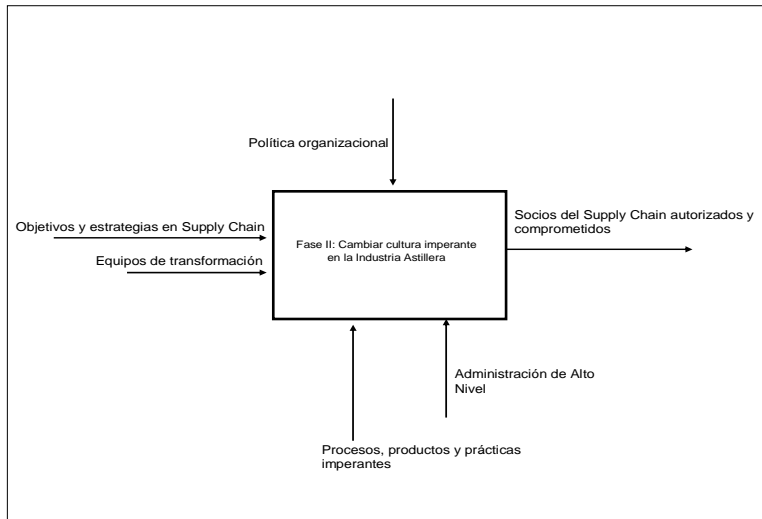 Política organizacional
Objetivos y estrategias en Supply Chain
Equipos de transformación
Fase II: Cambiar cultura imperante
en la Industria Astillera
Socios del Supply Chain autorizados y
comprometidos
Administración de Alto
Nivel
Procesos, productos y prácticas
imperantes